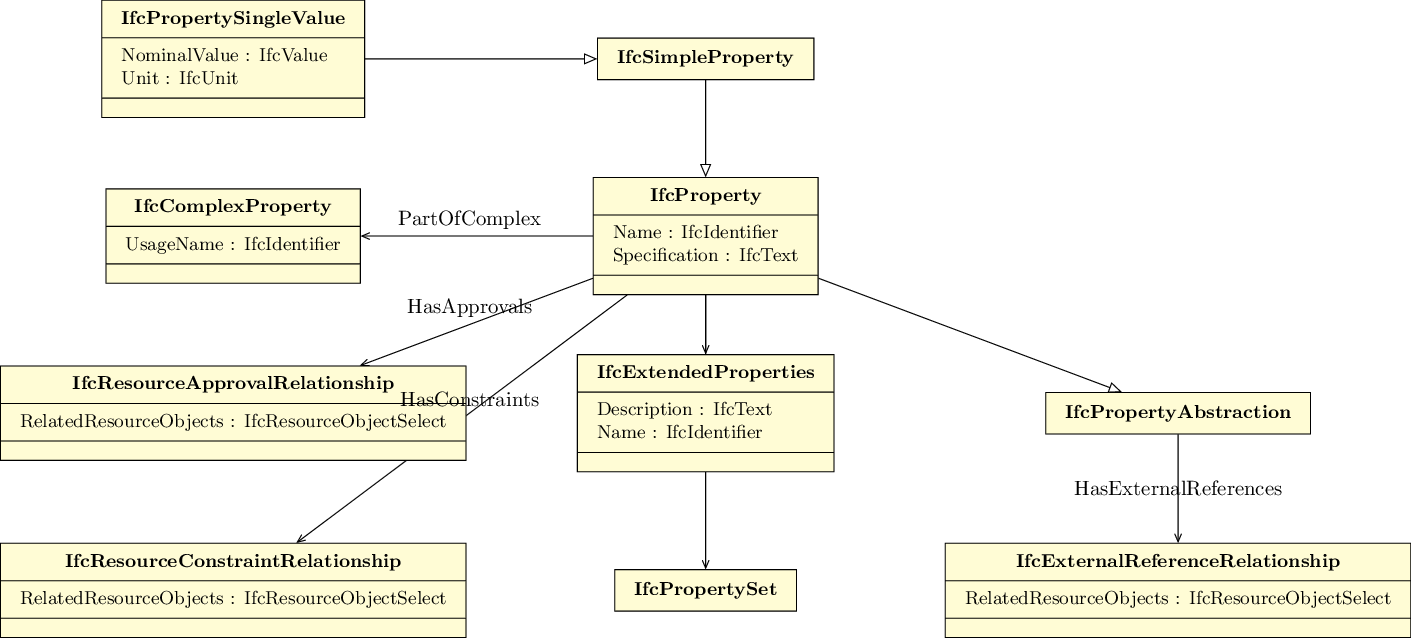 IfcPropertySingleValue
NominalValue : IfcValue
Unit : IfcUnit
IfcSimpleProperty
IfcProperty
Name : IfcIdentifier
Specification : IfcText
IfcComplexProperty
UsageName : IfcIdentifier
PartOfComplex
HasApprovals
IfcResourceApprovalRelationship
RelatedResourceObjects : IfcResourceObjectSelect
HasConstraints
IfcExtendedProperties
Description : IfcText
Name : IfcIdentifier
IfcPropertyAbstraction
HasExternalReferences
IfcResourceConstraintRelationship
RelatedResourceObjects : IfcResourceObjectSelect
IfcPropertySet
IfcExternalReferenceRelationship
RelatedResourceObjects : IfcResourceObjectSelect